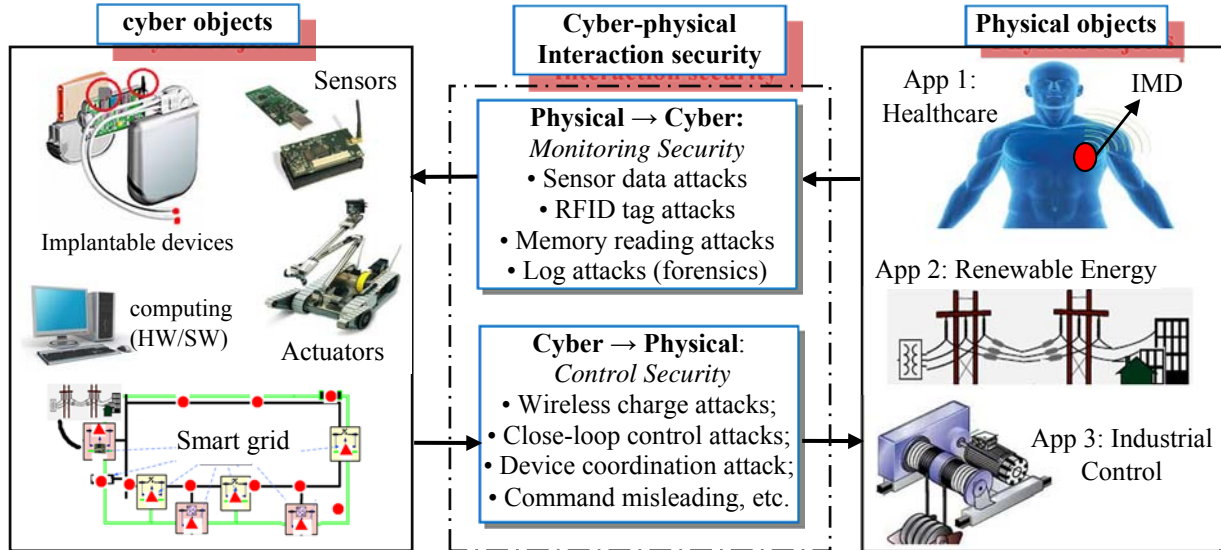 cyber objects
Sensors
Implantable devices
computing
(HW/SW)
Actuators
Smart grid
Cyber-physical
Interaction security
Physical → Cyber:
Monitoring Security
• Sensor data attacks
• RFID tag attacks
• Memory reading attacks
• Log attacks (forensics)
Cyber → Physical:
Control Security
• Wireless charge attacks;
• Close-loop control attacks;
• Device coordination attack;
• Command misleading, etc.
Physical objects
App 1:
Healthcare
IMD
App 2: Renewable Energy
App 3: Industrial
Control